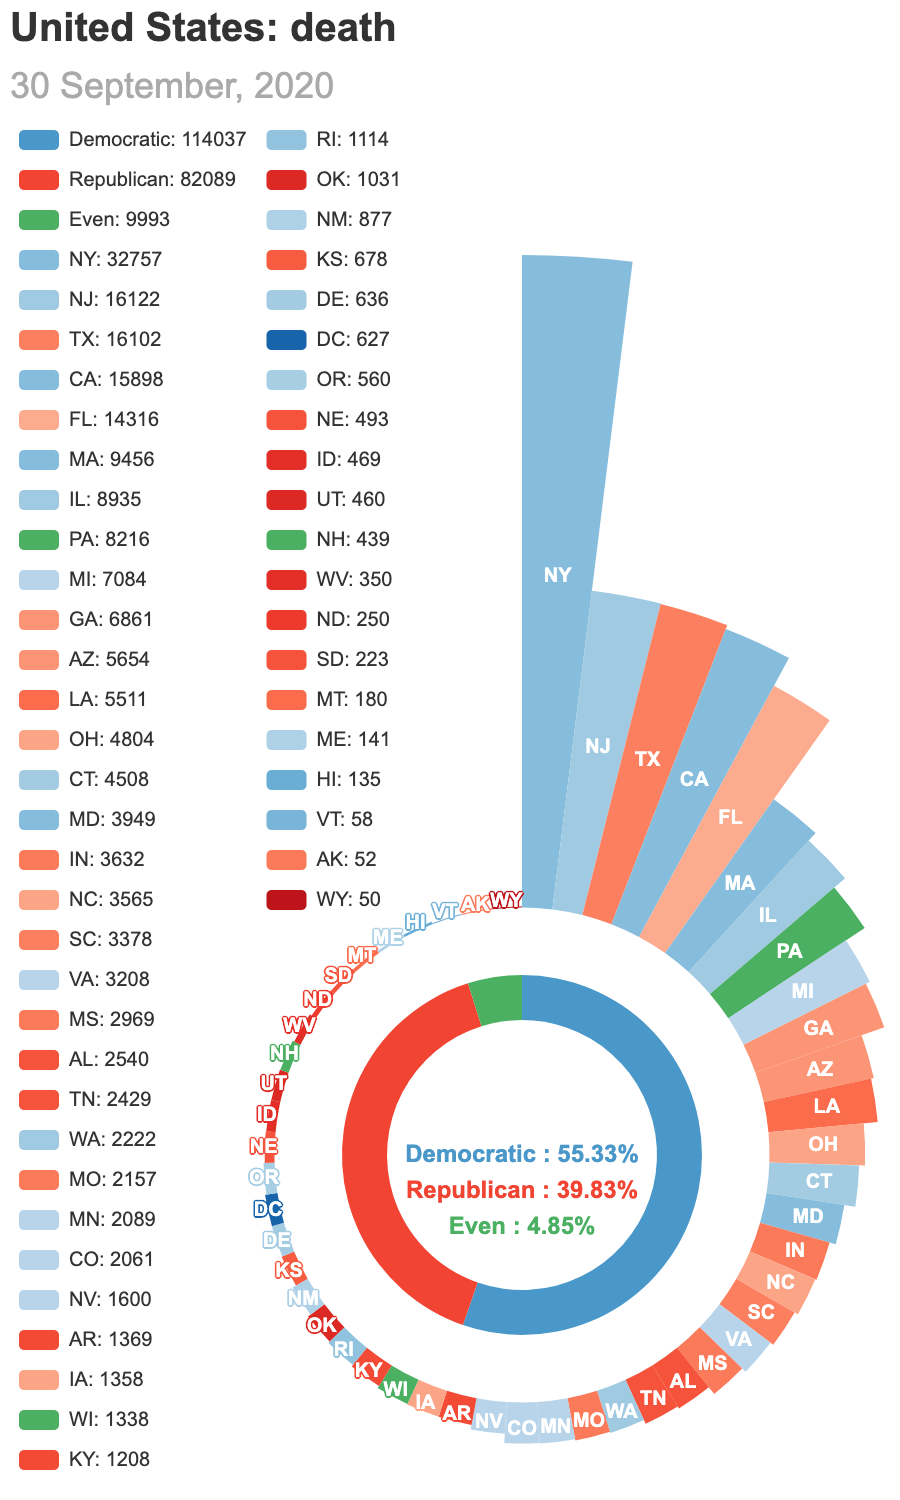 United States: death
30 September, 2020
Democratic: 114037
Republican: 82089
Even: 9993
NY: 32757
NJ: 16122
TX: 16102
CA: 15898
FL: 14316
MA: 9456
IL: 8935
PA: 8216
MI: 7084
GA: 6861
AZ: 5654
LA: 5511
OH: 4804
CT: 4508
MD: 3949
IN: 3632
NC: 3565
SC: 3378
VA: 3208
MS: 2969
AL: 2540
TN: 2429
WA: 2222
MO: 2157
MN: 2089
CO: 2061
NV: 1600
AR: 1369
IA: 1358
WI: 1338
KY: 1208
RI: 1114
OK: 1031
NM: 877
KS: 678
DE: 636
DC: 627
OR: 560
NE: 493
ID: 469
UT: 460
NH: 439
WV: 350
ND: 250
SD: 223
MT: 180
ME: 141
HI: 135
VT: 58
AK: 52
WY: 50
NY
NJ
TX
CA
FL
MA
IL
PA
MI
GA
AZ
LA
OH
CT
MD
IN
NC
SC
VA
MS
AL
TN
WA
MO
MN
CO
NV
AR
IA
WI
KY
RI
OK
NM
KS
DE
DC
OR
NE
ID
UT
NH
WV
ND
SD
MT
ME
HI
VT
AK
WY
Democratic : 55.33%
Republican : 39.83%
Even : 4.85%